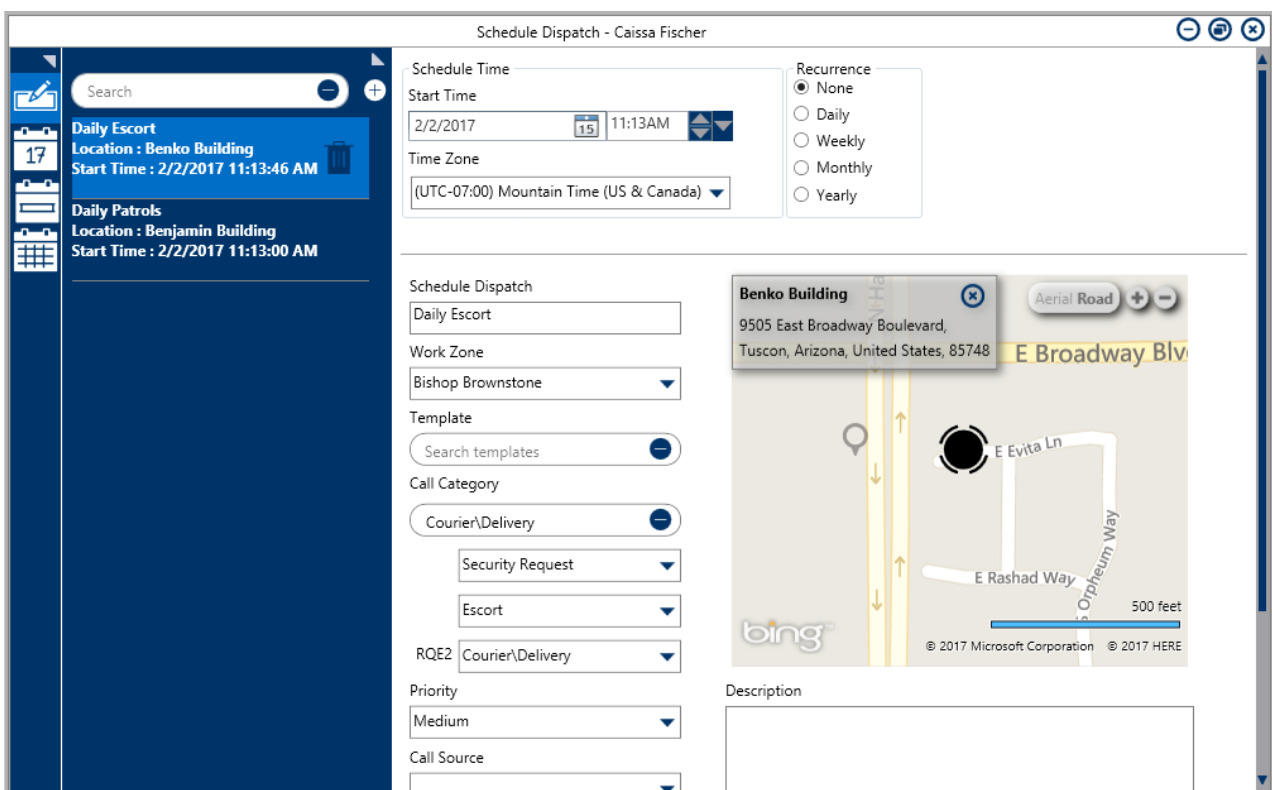 Schedule Dispatch - Caissa Fischer
Search
Daily Escort
Location : Benko Building
Start Time : 2/2/2017 11:13:46 AM
Daily Patrols
Location : Benjamin Building
Start Time : 2/2/2017 11:13:00 AM
17
Schedule Time
Start Time
2/2/2017
15
11:13AM
Time Zone
(UTC-07:00) Mountain Time (US & Canada)
Recurrence
None
Daily
Weekly
Monthly
Yearly
Schedule Dispatch
Daily Escort
Work Zone
Bishop Brownstone
Template
Search templates
Call Category
Courier\Delivery
Security Request
Escort
RQE2 Courier\Delivery
Priority
Medium
Call Source
Benko Building
9505 East Broadway Boulevard,
Tuscon, Arizona, United States, 85748
N Ha
Aerial Road
E Broadway Blv
E Evita Ln
E Rashad Way
S Orpheum Way
500 feet
bing
© 2017 Microsoft Corporation © 2017 HERE
Description